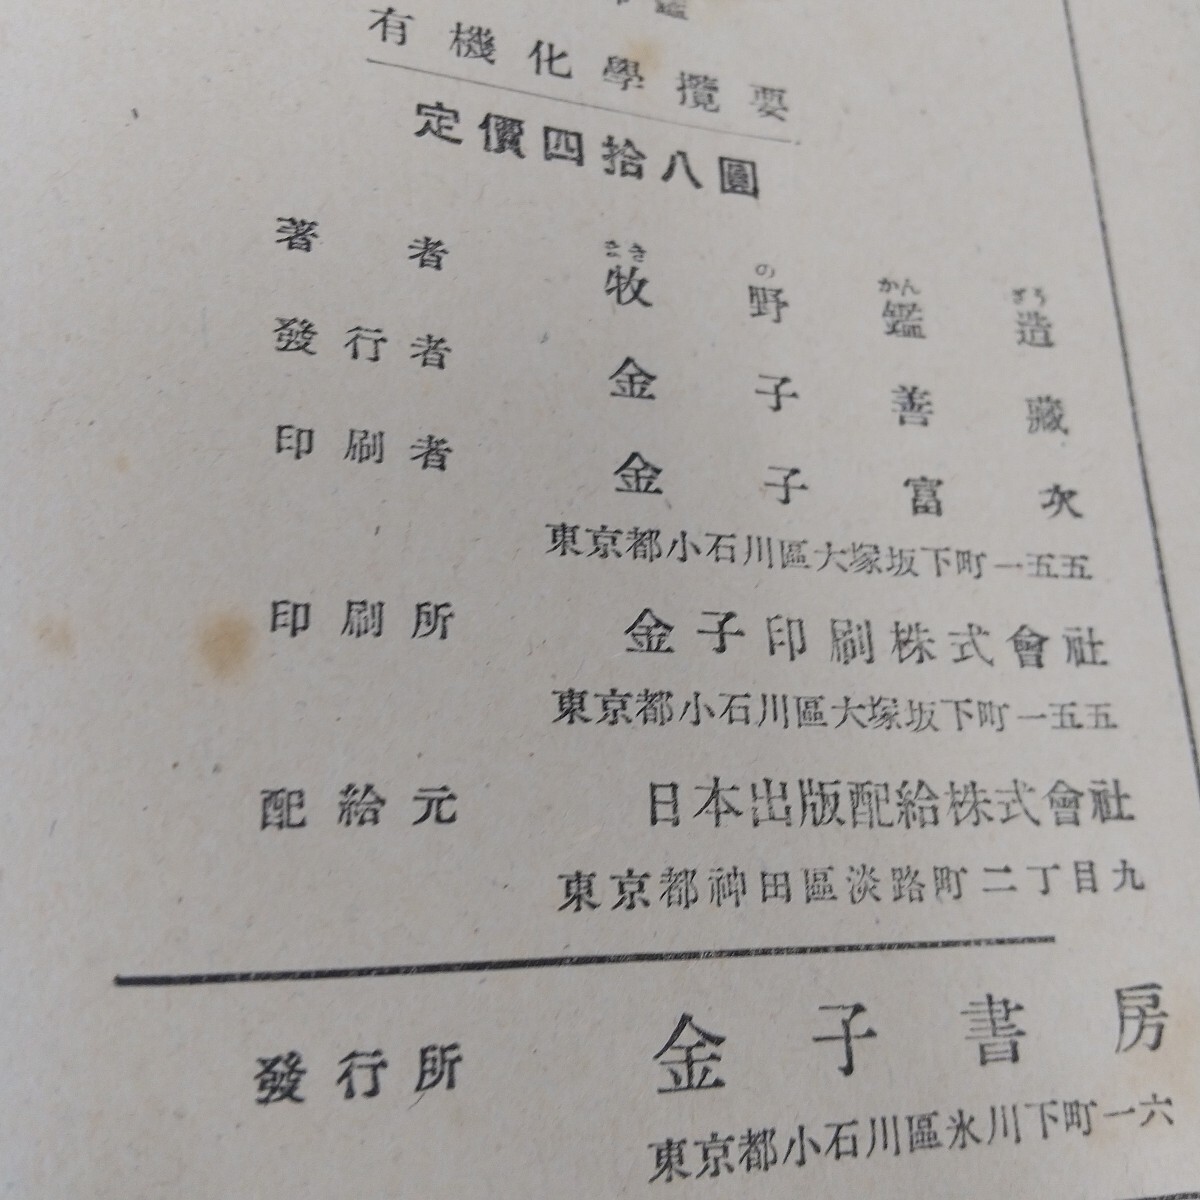 有機化學攬要
定價四拾八圓
著者 牧野鑑造
發行者 金子善藏
印刷者 金子富次
東京都小石川區大塚坂下町一五五
印刷所 金子印刷株式會社
東京都小石川區大塚坂下町一五五
配給元 日本出版配給株式會社
東京都神田區淡路町二丁目九
發行所 金子書房
東京都小石川區氷川下町一六